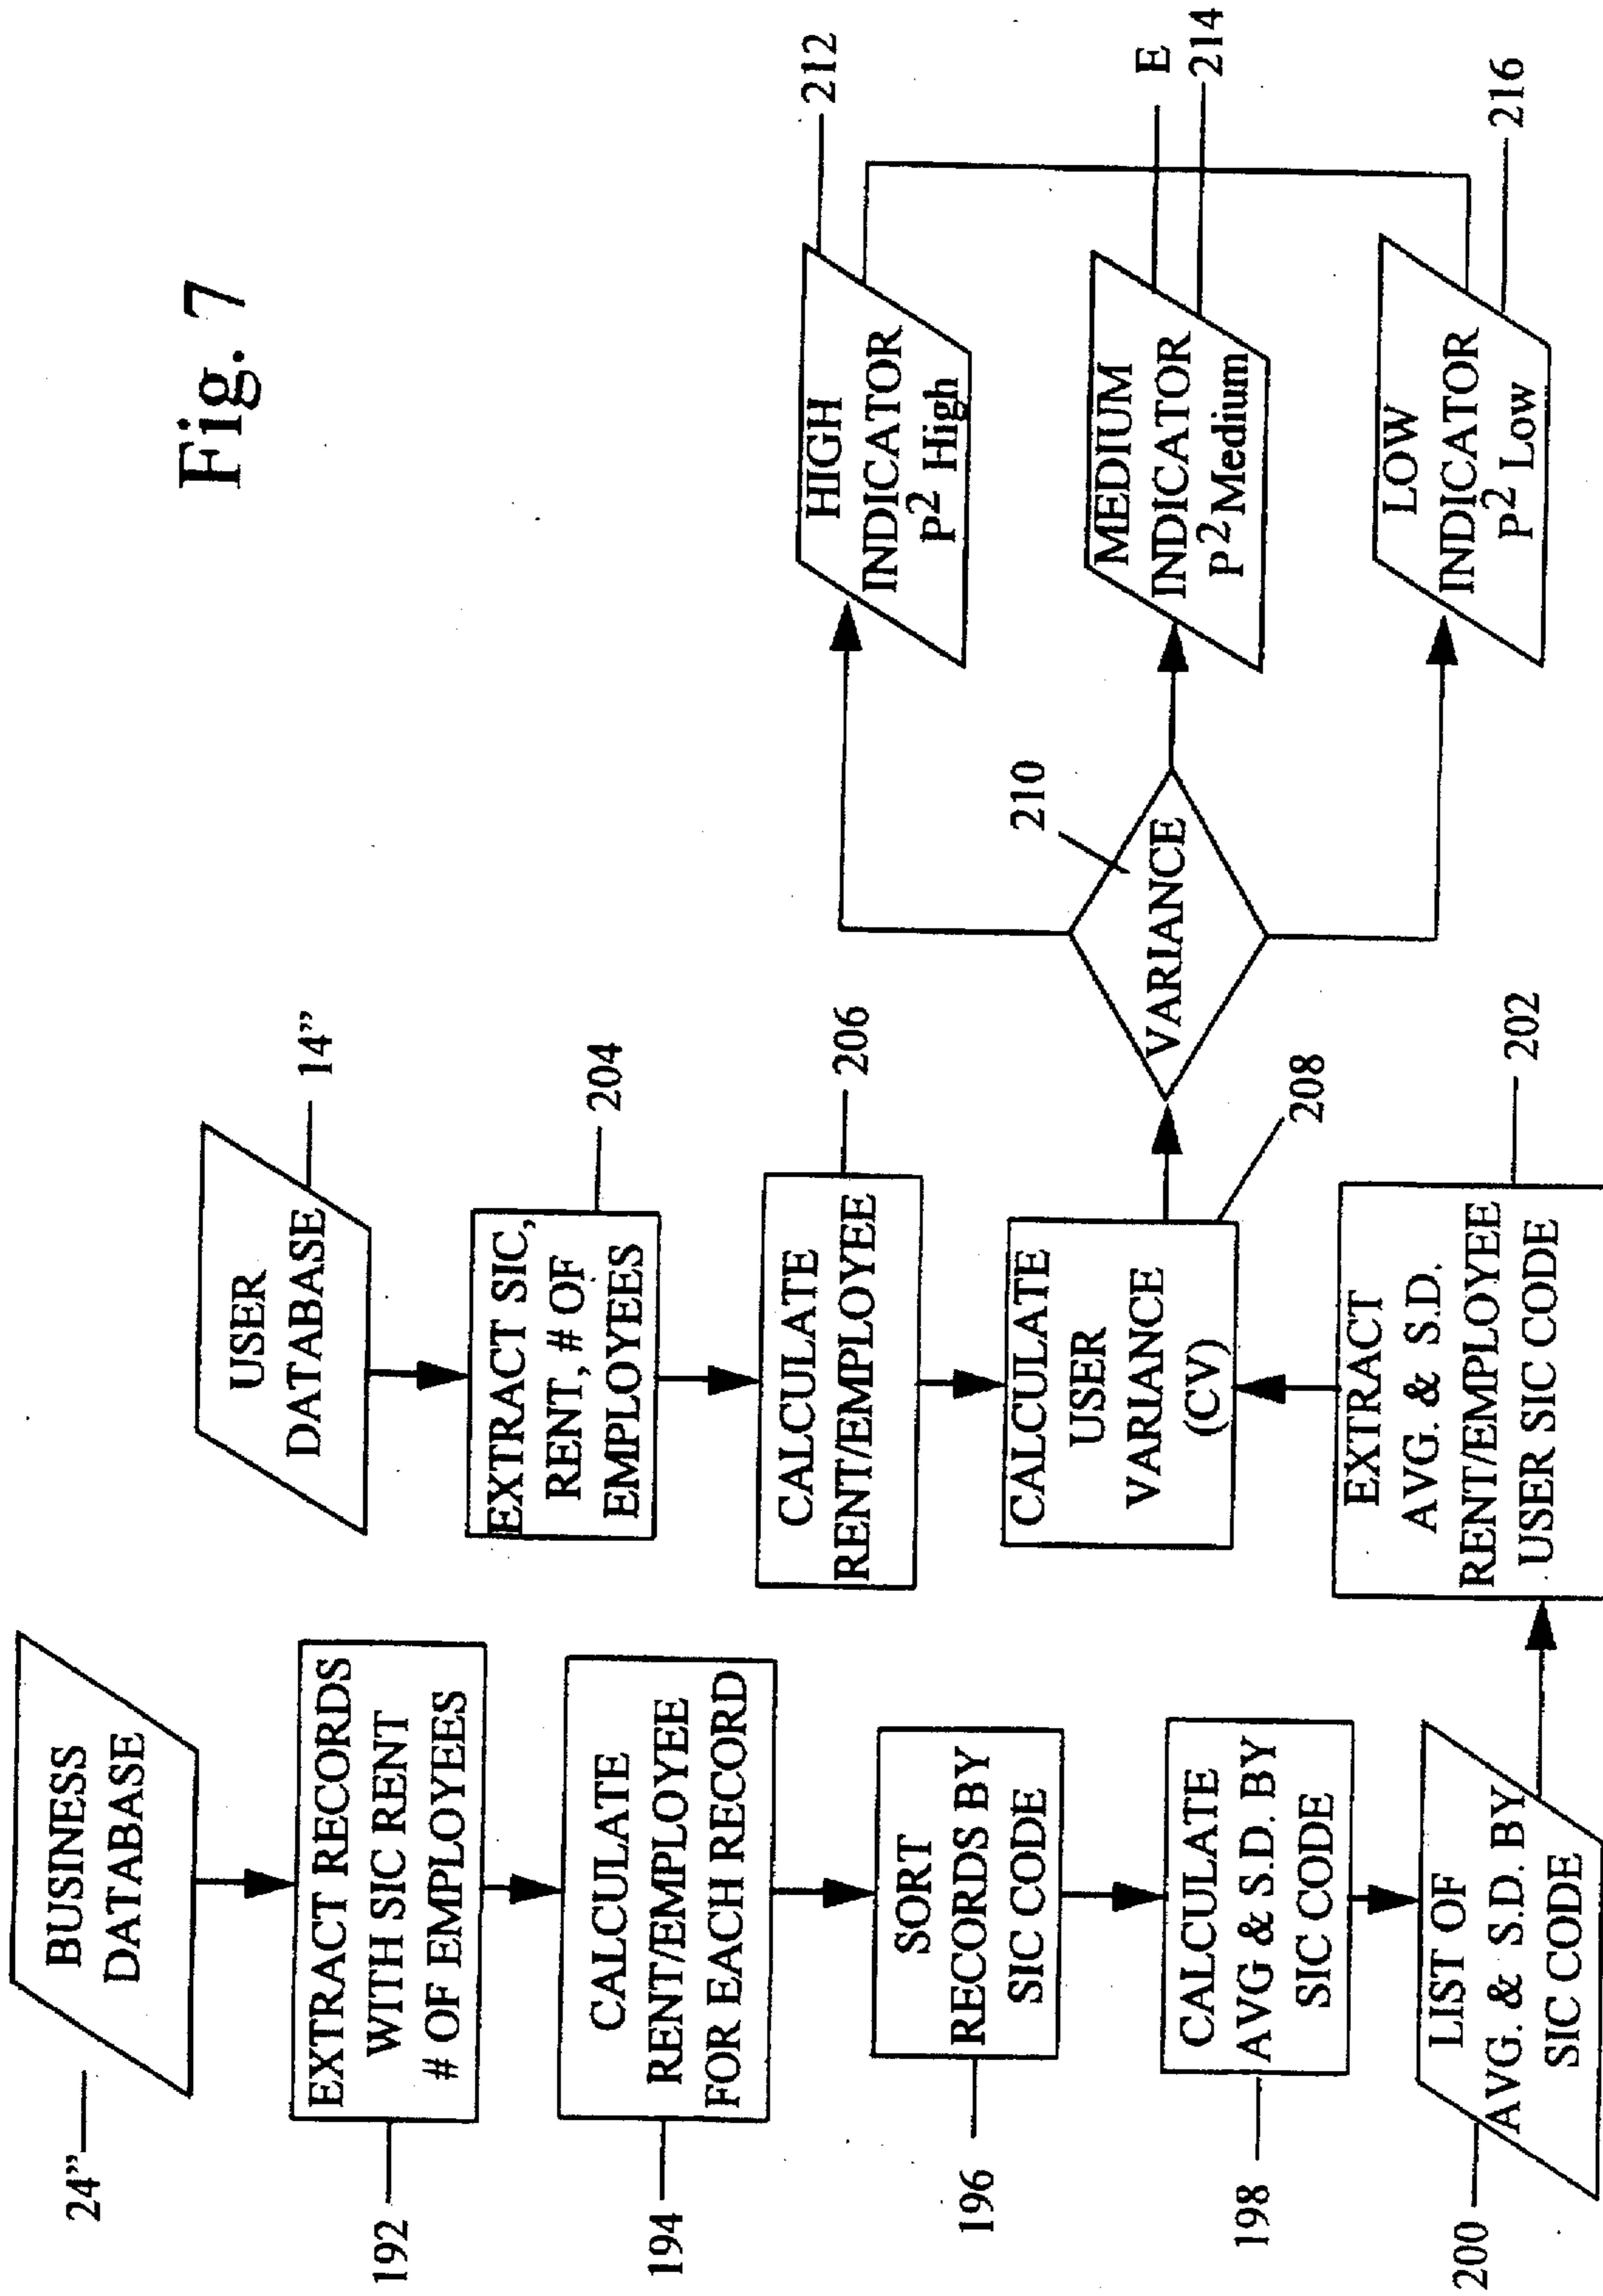 Fig. 7
24”
BUSINESS
DATABASE
192
EXTRACT RECORDS
WITH SIC RENT
# OF EMPLOYEES
194
CALCULATE
RENT/EMPLOYEE
FOR EACH RECORD
196
SORT
RECORDS BY
SIC CODE
198
CALCULATE
AVG & S.D. BY
SIC CODE
200
LIST OF
AVG. & S.D. BY
SIC CODE
USER
DATABASE
14”
EXTRACT SIC,
RENT, # OF
EMPLOYEES
204
CALCULATE
RENT/EMPLOYEE
206
CALCULATE
USER
VARIANCE
(CV)
208
EXTRACT
AVG. & S.D.
RENT/EMPLOYEE
USER SIC CODE
202
VARIANCE
210
HIGH
INDICATOR
P² High
212
MEDIUM
INDICATOR
P² Medium
E
214
LOW
INDICATOR
P² Low
216